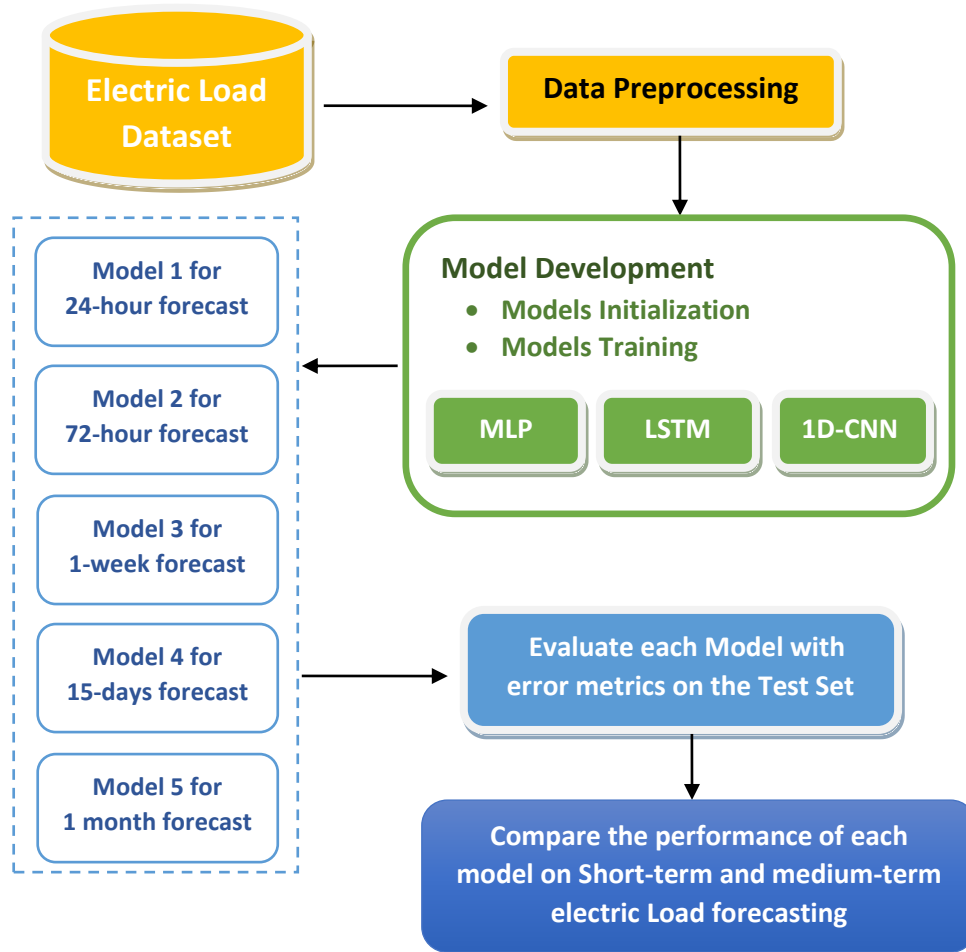 Electric Load
Dataset
Data Preprocessing
Model Development
• Models Initialization
• Models Training
MLP
LSTM
1D-CNN
Model 1 for
24-hour forecast
Model 2 for
72-hour forecast
Model 3 for
1-week forecast
Model 4 for
15-days forecast
Model 5 for
1 month forecast
Evaluate each Model with
error metrics on the Test Set
Compare the performance of each
model on Short-term and medium-term
electric Load forecasting